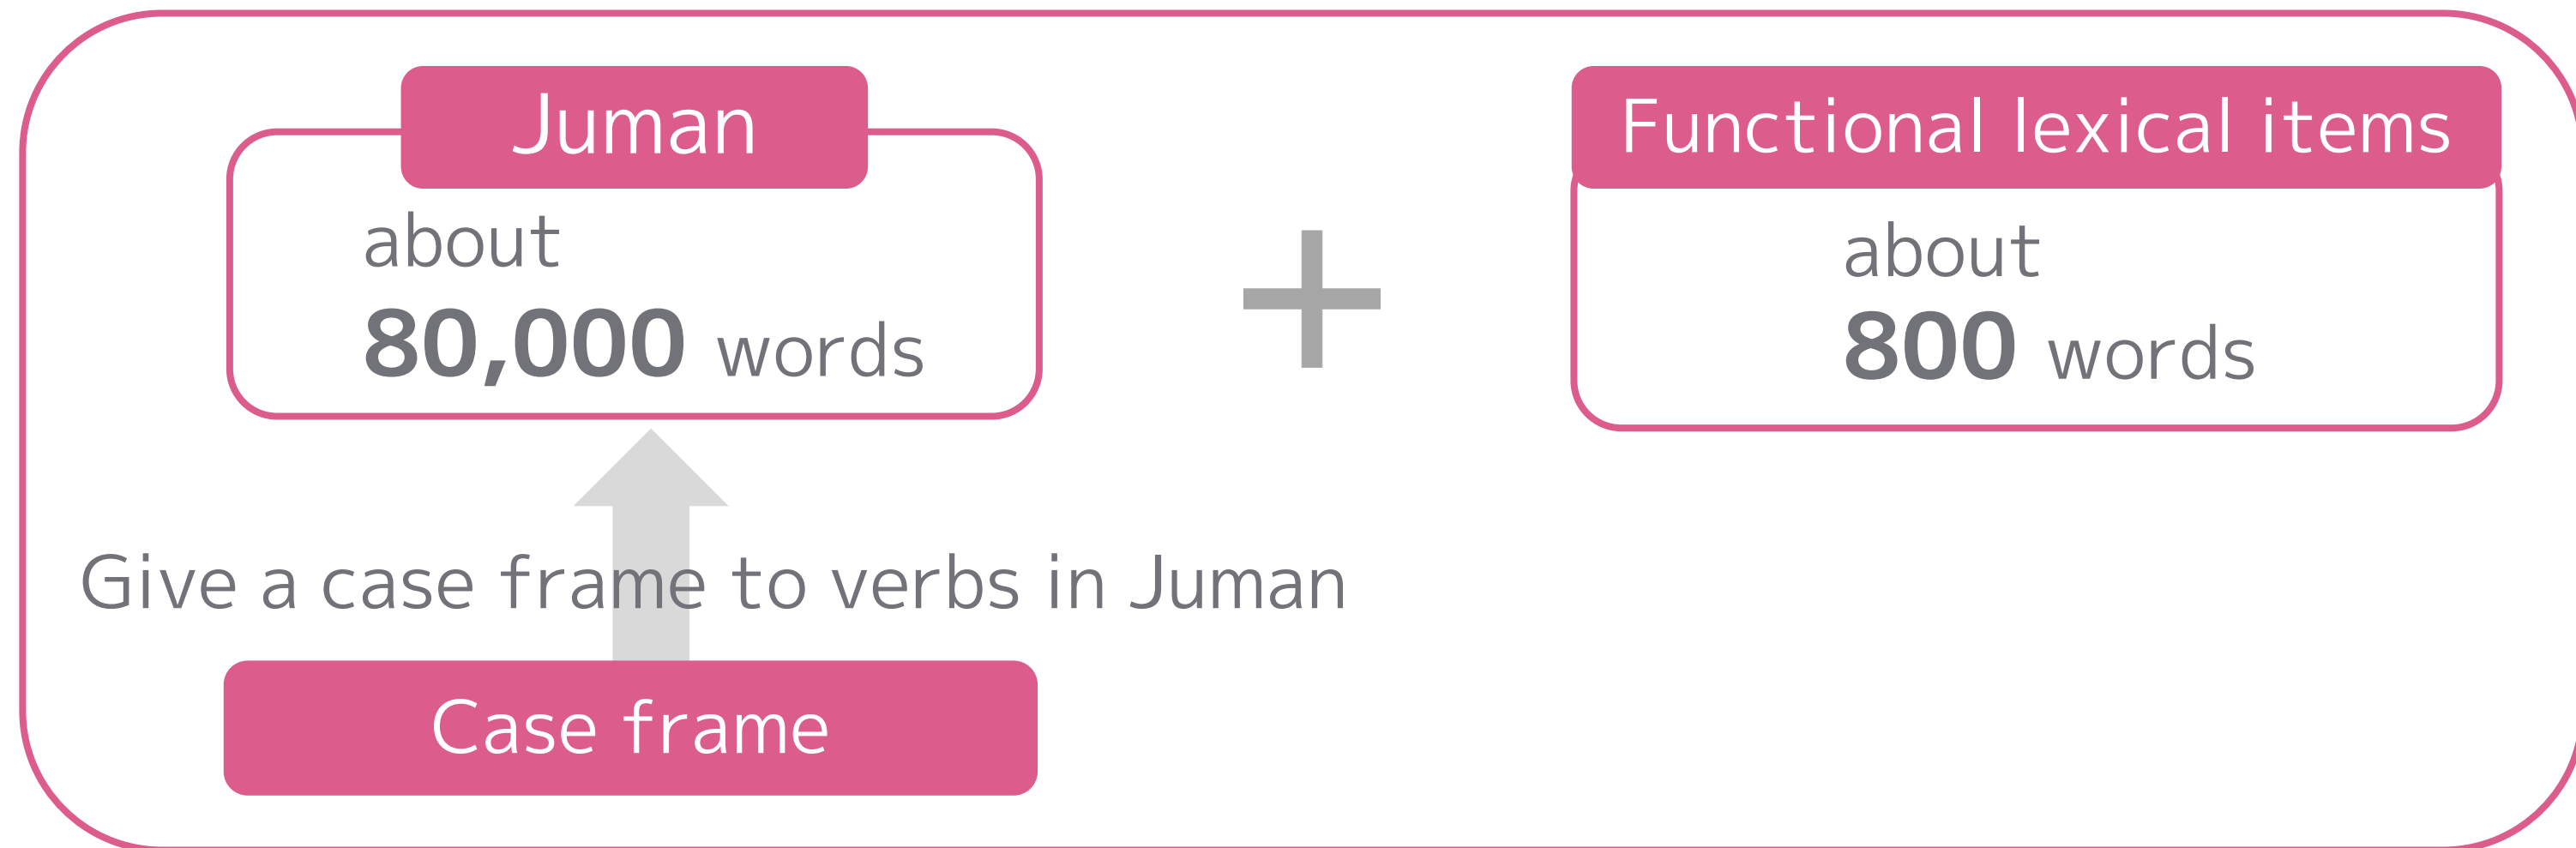 Juman
about
80,000 words
+
Functional lexical items
about
800 words
Give a case frame to verbs in Juman
Case frame